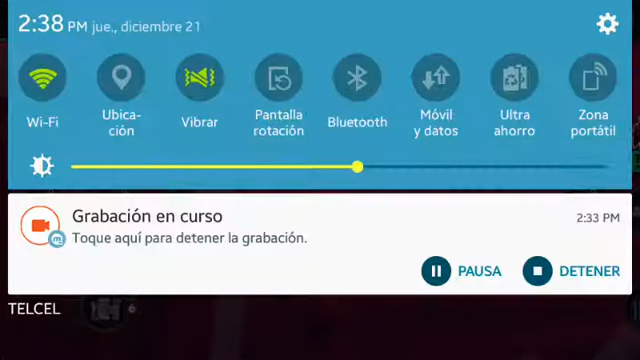 2:38 PM jue., diciembre 21
Wi-Fi
Ubica-
ción
Vibrar
Pantalla
rotación
Bluetooth
Móvil
y datos
Ultra
ahorro
Zona
portátil
Grabación en curso
2:33 PM
Toque aquí para detener la grabación.
PAUSA
DETENER
TELCEL
6